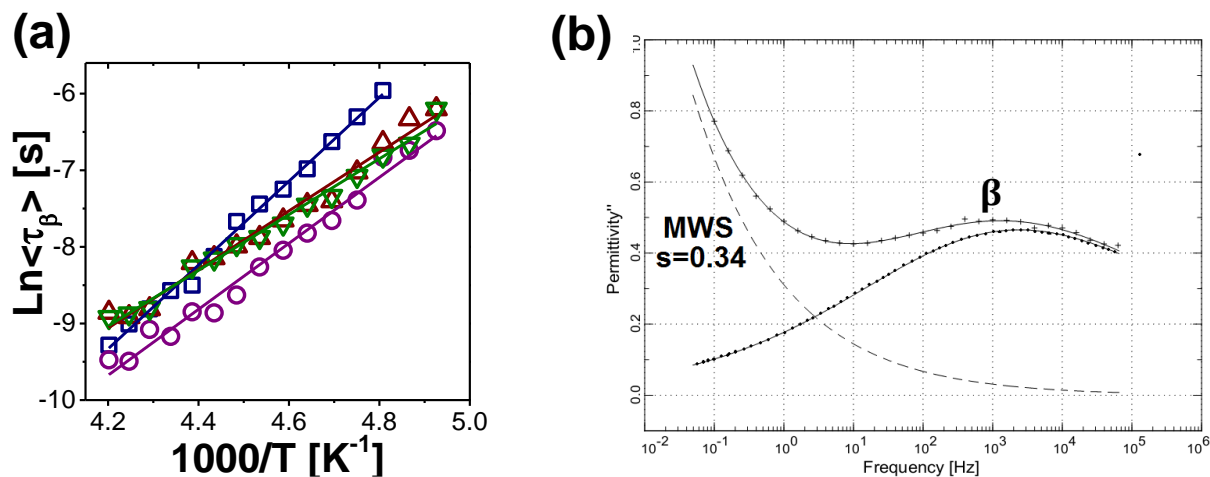 (a)
Ln<τβ> [s]
-6
-7
-8
-9
-10
4.2 4.4 4.6 4.8 5.0
1000/T [K⁻¹]
(b)
Permittivity''
1.0
0.8
0.6
0.4
0.2
0.0
β
MWS
s=0.34
10⁻² 10⁻¹ 10⁰ 10¹ 10² 10³ 10⁴ 10⁵ 10⁶
Frequency [Hz]